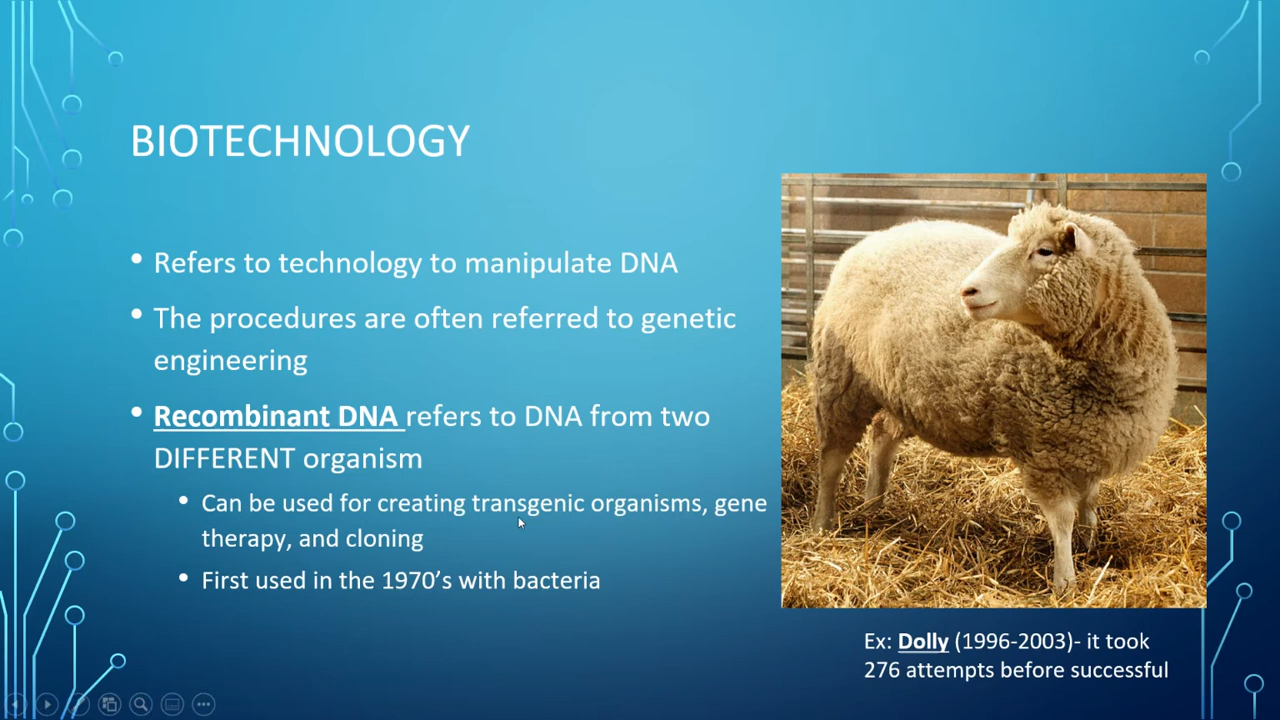 BIOTECHNOLOGY
• Refers to technology to manipulate DNA
• The procedures are often referred to genetic
engineering
• Recombinant DNA refers to DNA from two
DIFFERENT organism
• Can be used for creating transgenic organisms, gene
therapy, and cloning
• First used in the 1970’s with bacteria
Ex: Dolly (1996-2003)- it took
276 attempts before successful